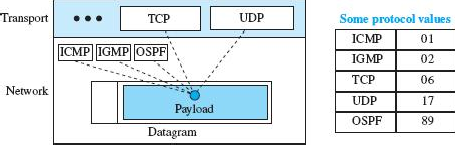 Transport
• • •
TCP
UDP
ICMP IGMP OSPF
Network
Payload
Datagram
Some protocol values
ICMP 01
IGMP 02
TCP 06
UDP 17
OSPF 89